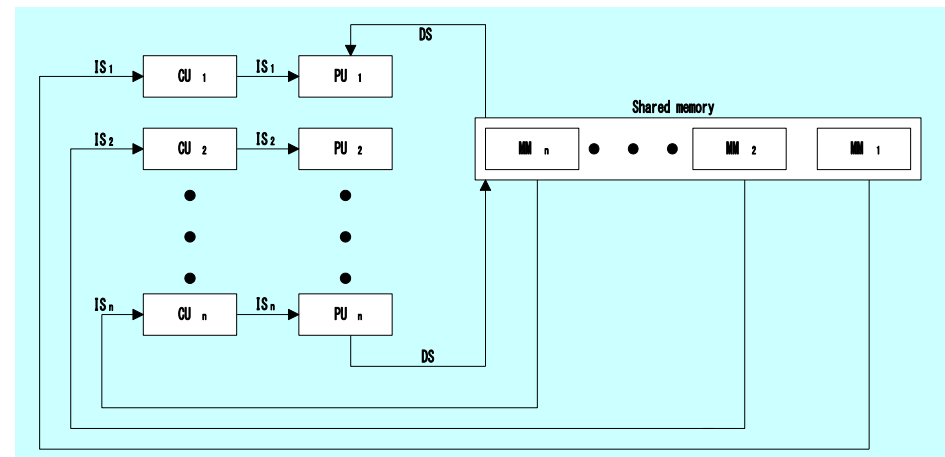 DS
IS1 CU 1 IS1 PU 1
Shared memory
IS2 CU 2 IS2 PU 2
MM n MM 2 MM 1
ISn CU n ISn PU n
DS